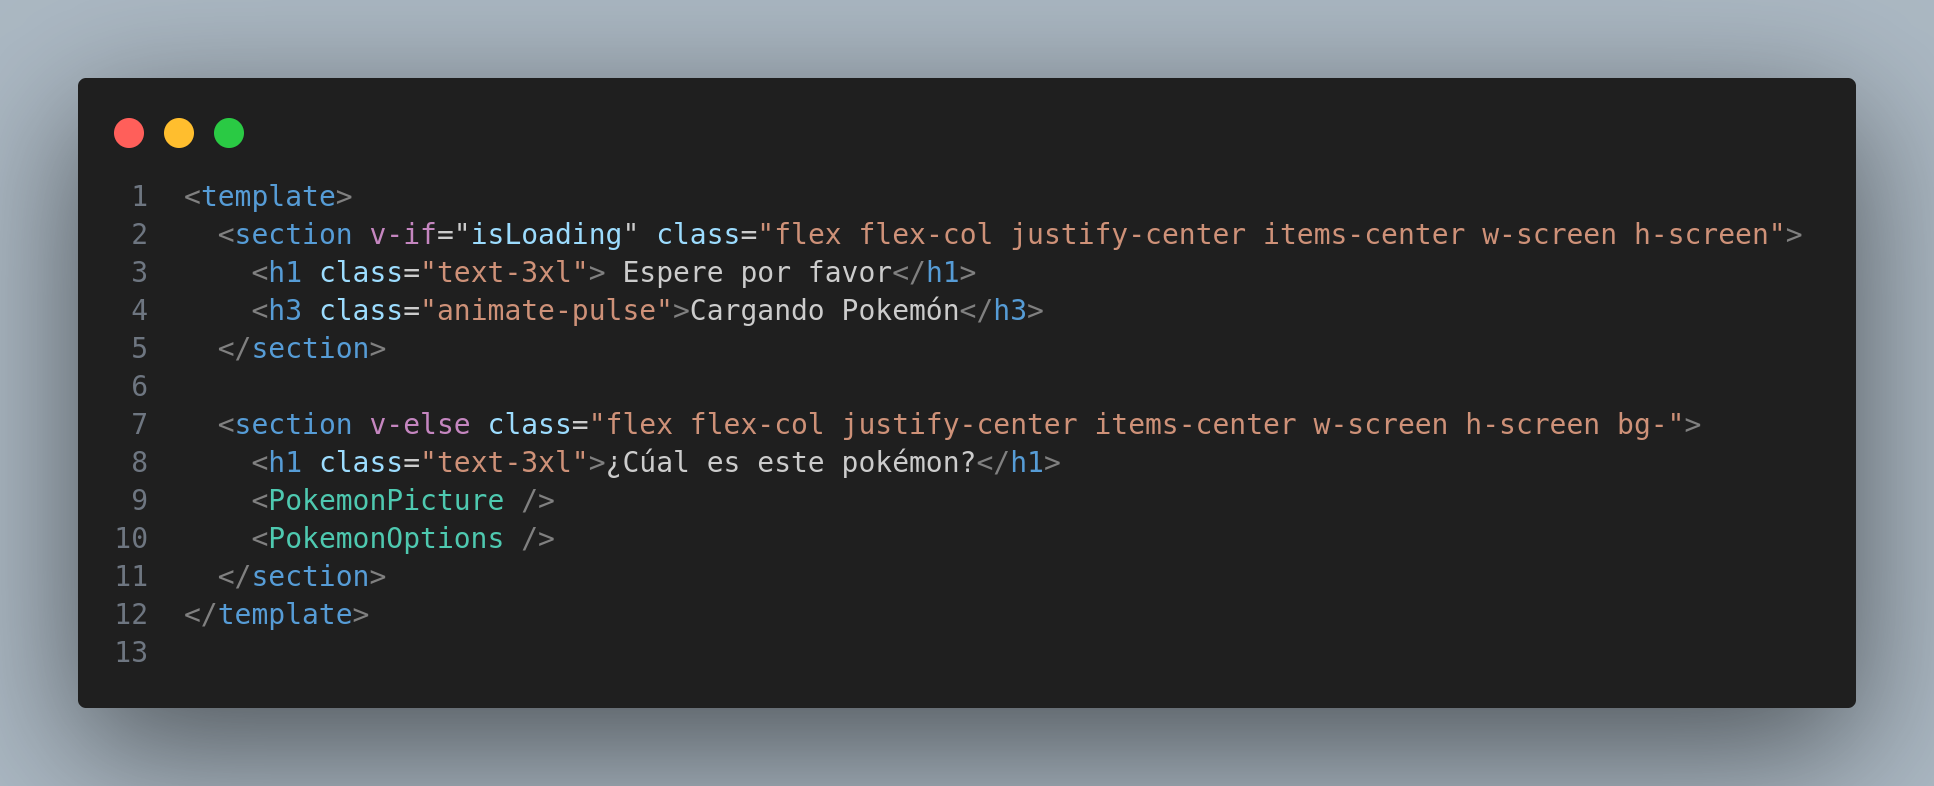 1 <template>
2   <section v-if="isLoading" class="flex flex-col justify-center items-center w-screen h-screen">
3     <h1 class="text-3xl"> Espere por favor</h1>
4     <h3 class="animate-pulse">Cargando Pokemón</h3>
5   </section>
6
7   <section v-else class="flex flex-col justify-center items-center w-screen h-screen bg-">
8     <h1 class="text-3xl">¿Cúal es este pokémon?</h1>
9     <PokemonPicture />
10     <PokemonOptions />
11   </section>
12 </template>
13